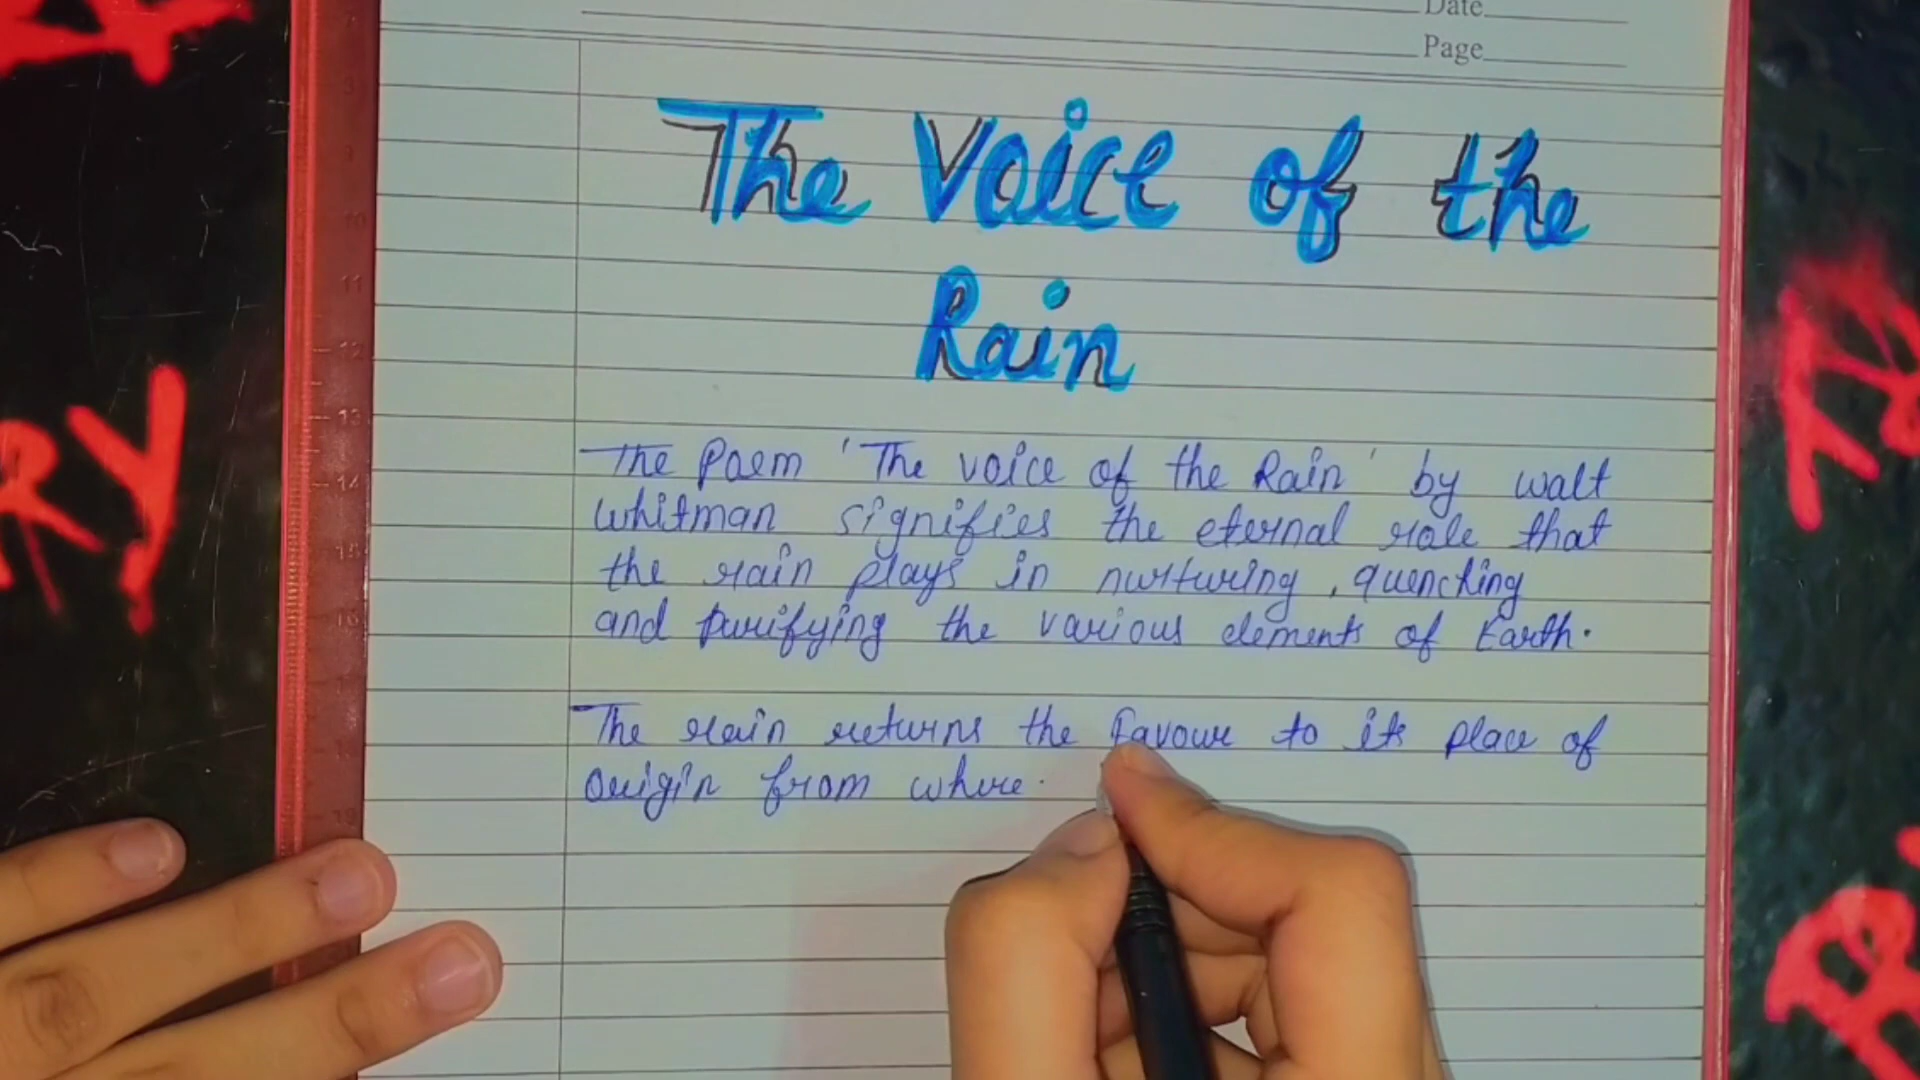 Date
Page
The Voice of the
Rain
The Poem 'The voice of the Rain' by walt
whitman signifies the eternal role that
the rain plays in nurturing, quenching
and purifying the various elements of Earth.
The rain returns the favour to its place of
origin from where.
RY